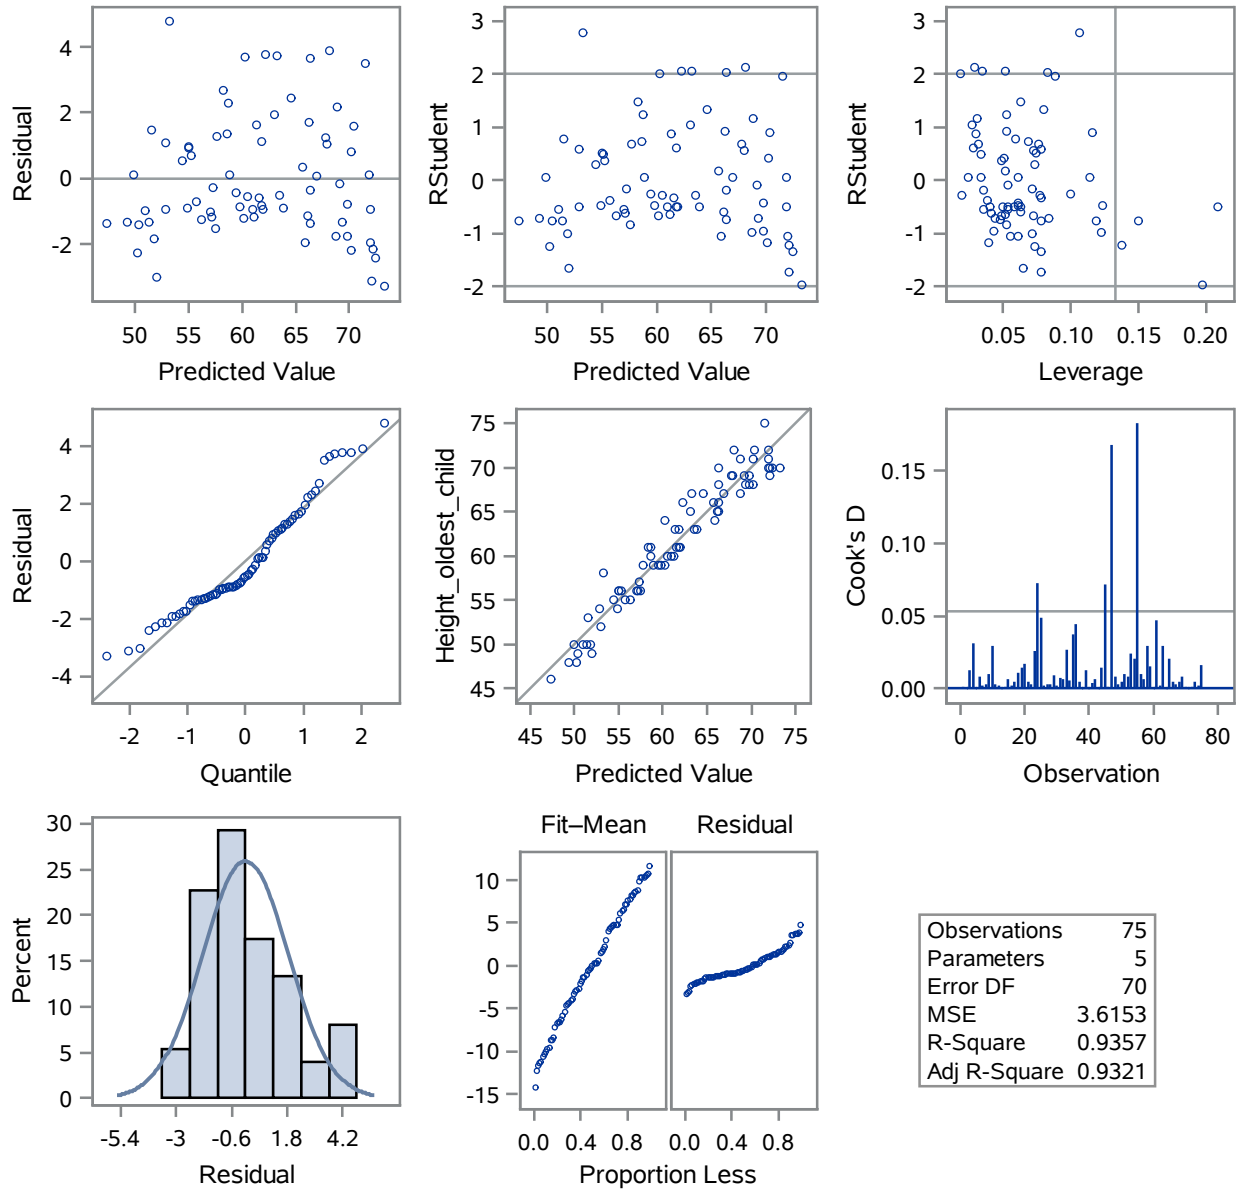 4
2
0
-2
Residual
50 55 60 65 70
Predicted Value
3
2
1
0
-1
-2
RStudent
50 55 60 65 70
Predicted Value
3
2
1
0
-1
-2
RStudent
0.05 0.10 0.15 0.20
Leverage
4
2
0
-2
-4
Residual
-2 -1 0 1 2
Quantile
75
70
65
60
55
50
45
Height_oldest_child
45 50 55 60 65 70 75
Predicted Value
0.15
0.10
0.05
0.00
Cook's D
0 20 40 60 80
Observation
30
25
20
15
10
5
0
Percent
-5.4 -3 -0.6 1.8 4.2
Residual
Fit–Mean Residual
10
5
0
-5
-10
-15
0.0 0.4 0.8 0.0 0.4 0.8
Proportion Less
Observations 75
Parameters 5
Error DF 70
MSE 3.6153
R-Square 0.9357
Adj R-Square 0.9321